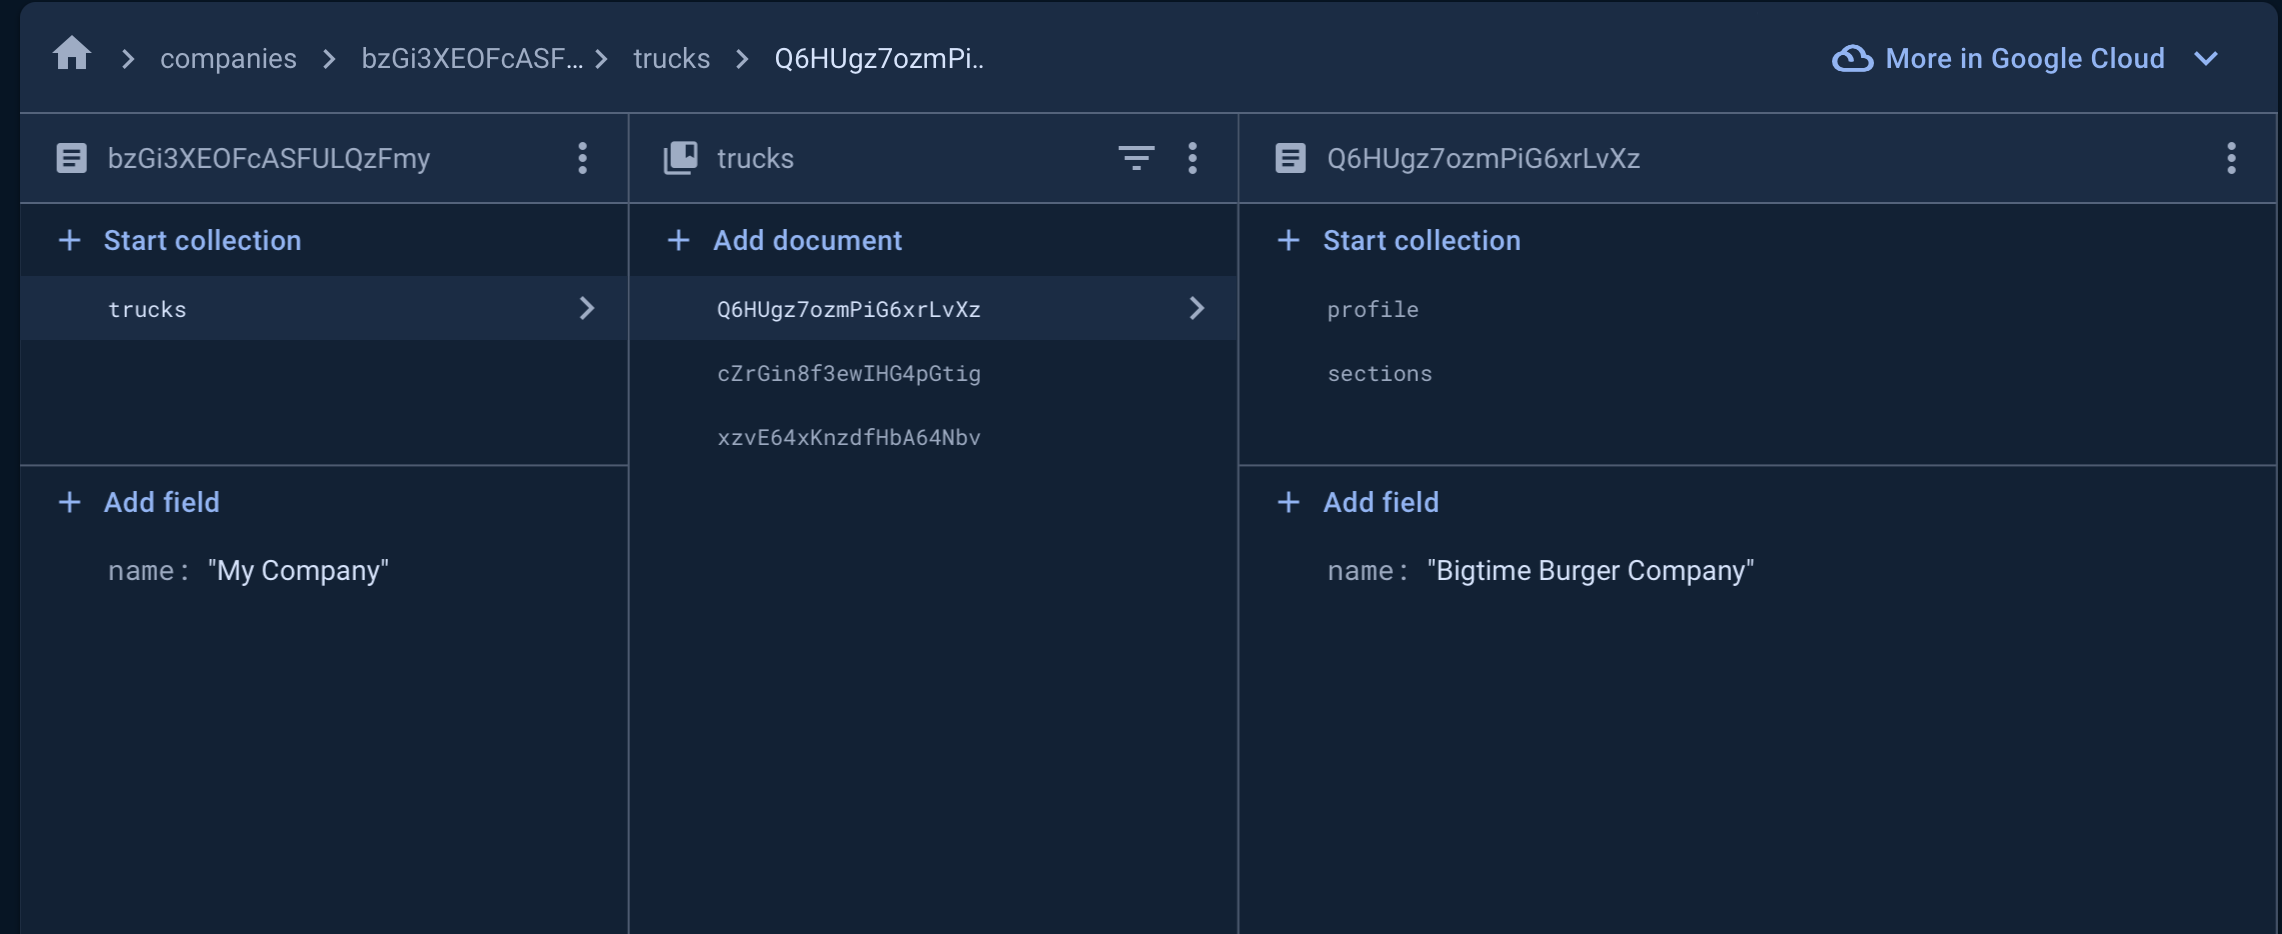 companies
bzGi3XEOFcASF...
trucks
Q6HUgz7ozmPi..
More in Google Cloud
bzGi3XEOFcASFULQzFmy
trucks
Q6HUgz7ozmPiG6xrLvXz
Start collection
Add document
Start collection
trucks
Q6HUgz7ozmPiG6xrLvXz
profile
cZrGin8f3ewIHG4pGtig
sections
xzvE64xKnzdfHbA64Nbv
Add field
Add field
name: "My Company"
name: "Bigtime Burger Company"